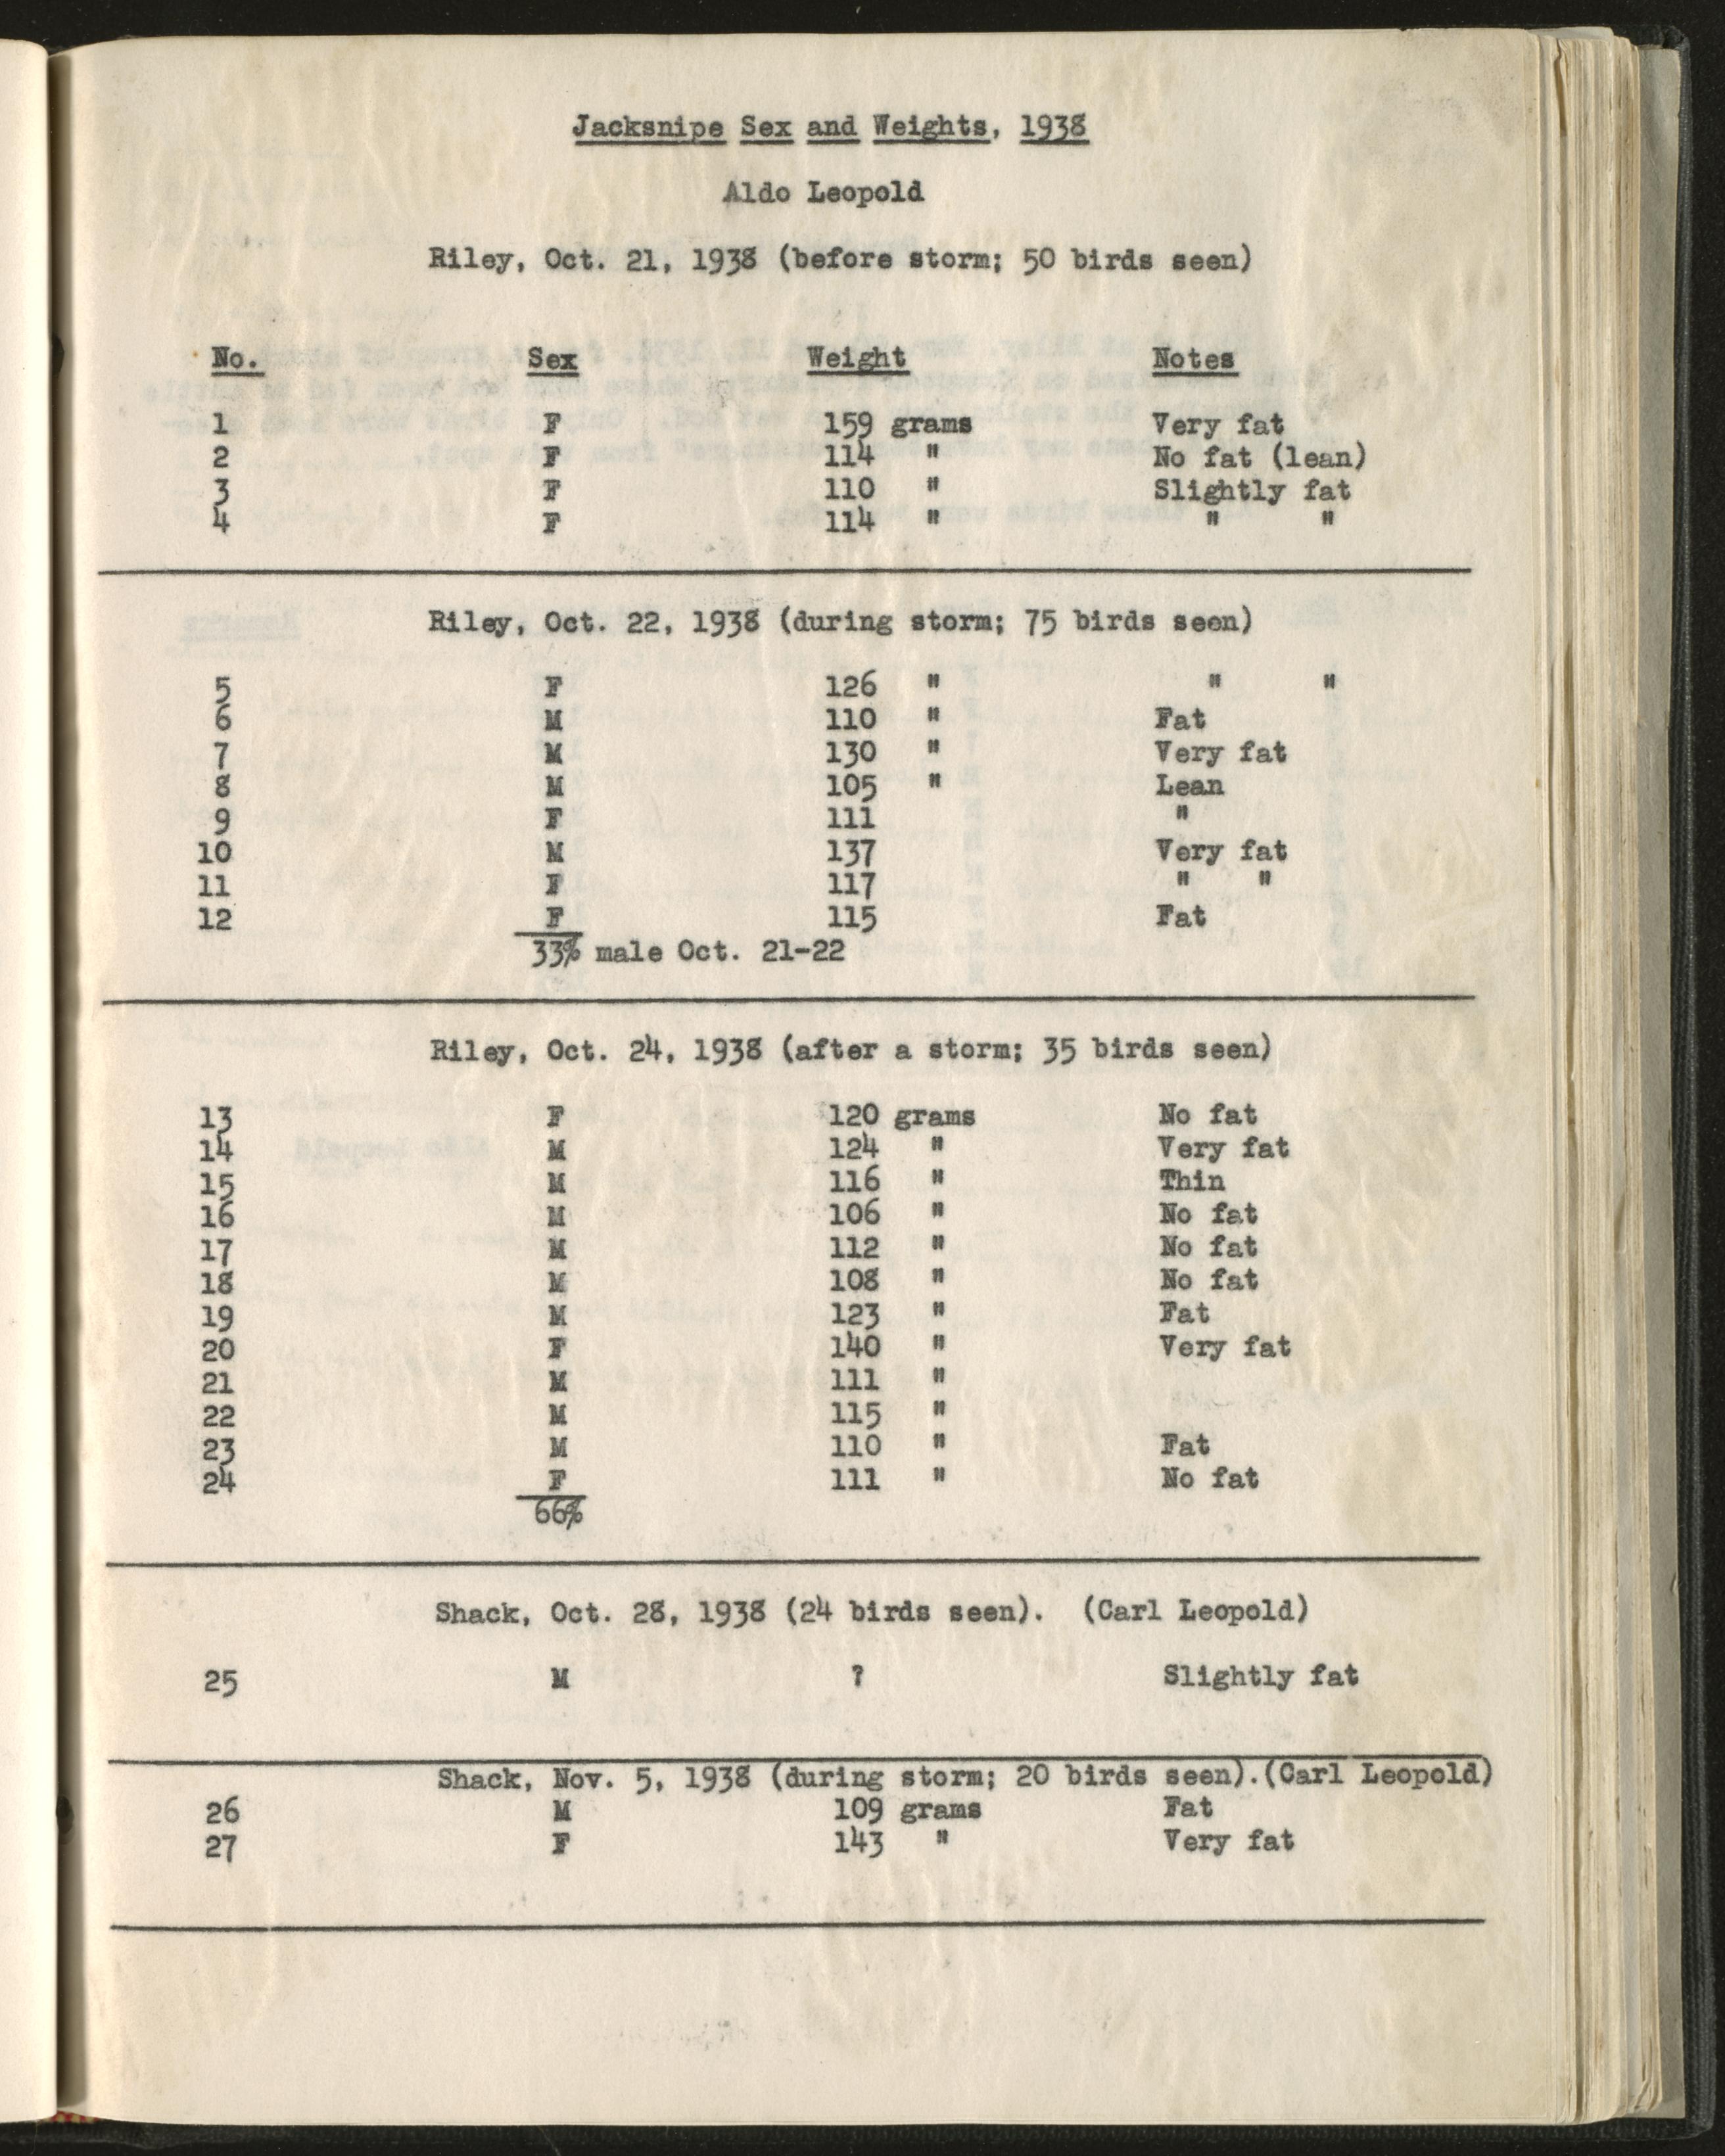 Jacksnipe Sex and Weights, 1938
Aldo Leopold
Riley, Oct. 21, 1938 (before storm; 50 birds seen)
No. Sex Weight Notes
1 F 159 grams Very fat
2 F 114 " No fat (lean)
3 F 110 " Slightly fat
4 F 114 " " "
Riley, Oct. 22, 1938 (during storm; 75 birds seen)
5 F 126 " " "
6 M 110 " Fat
7 M 130 " Very fat
8 M 105 " Lean
9 F 111 "
10 M 137 Very fat
11 F 117 " "
12 F 115 Fat
33% male Oct. 21-22
Riley, Oct. 24, 1938 (after a storm; 35 birds seen)
13 F 120 grams No fat
14 M 124 " Very fat
15 M 116 " Thin
16 M 106 " No fat
17 M 112 " No fat
18 M 108 " No fat
19 M 123 " Fat
20 F 140 " Very fat
21 M 111 "
22 M 115 "
23 M 110 " Fat
24 F 111 " No fat
66%
Shack, Oct. 28, 1938 (24 birds seen). (Carl Leopold)
25 M ? Slightly fat
Shack, Nov. 5, 1938 (during storm; 20 birds seen).(Carl Leopold)
26 M 109 grams Fat
27 F 143 " Very fat